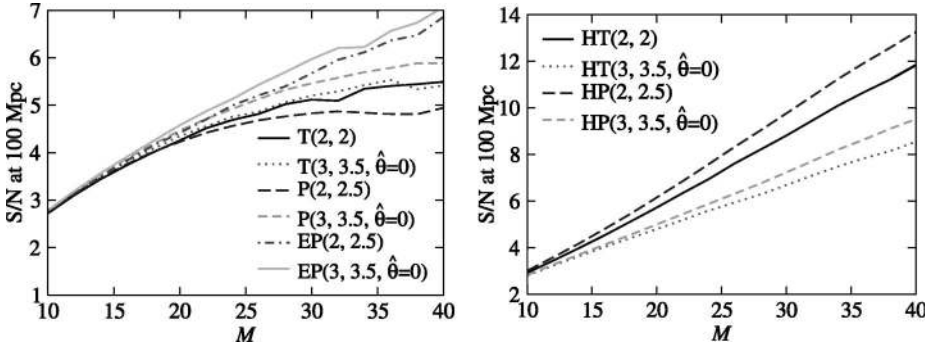 7
6
5
4
3
2
1
S/N at 100 Mpc
T(2, 2)
T(3, 3.5, θ̂=0)
P(2, 2.5)
P(3, 3.5, θ̂=0)
EP(2, 2.5)
EP(3, 3.5, θ̂=0)
10 15 20 25 30 35 40
M
14
12
10
8
6
4
2
S/N at 100 Mpc
HT(2, 2)
HT(3, 3.5, θ̂=0)
HP(2, 2.5)
HP(3, 3.5, θ̂=0)
10 15 20 25 30 35 40
M